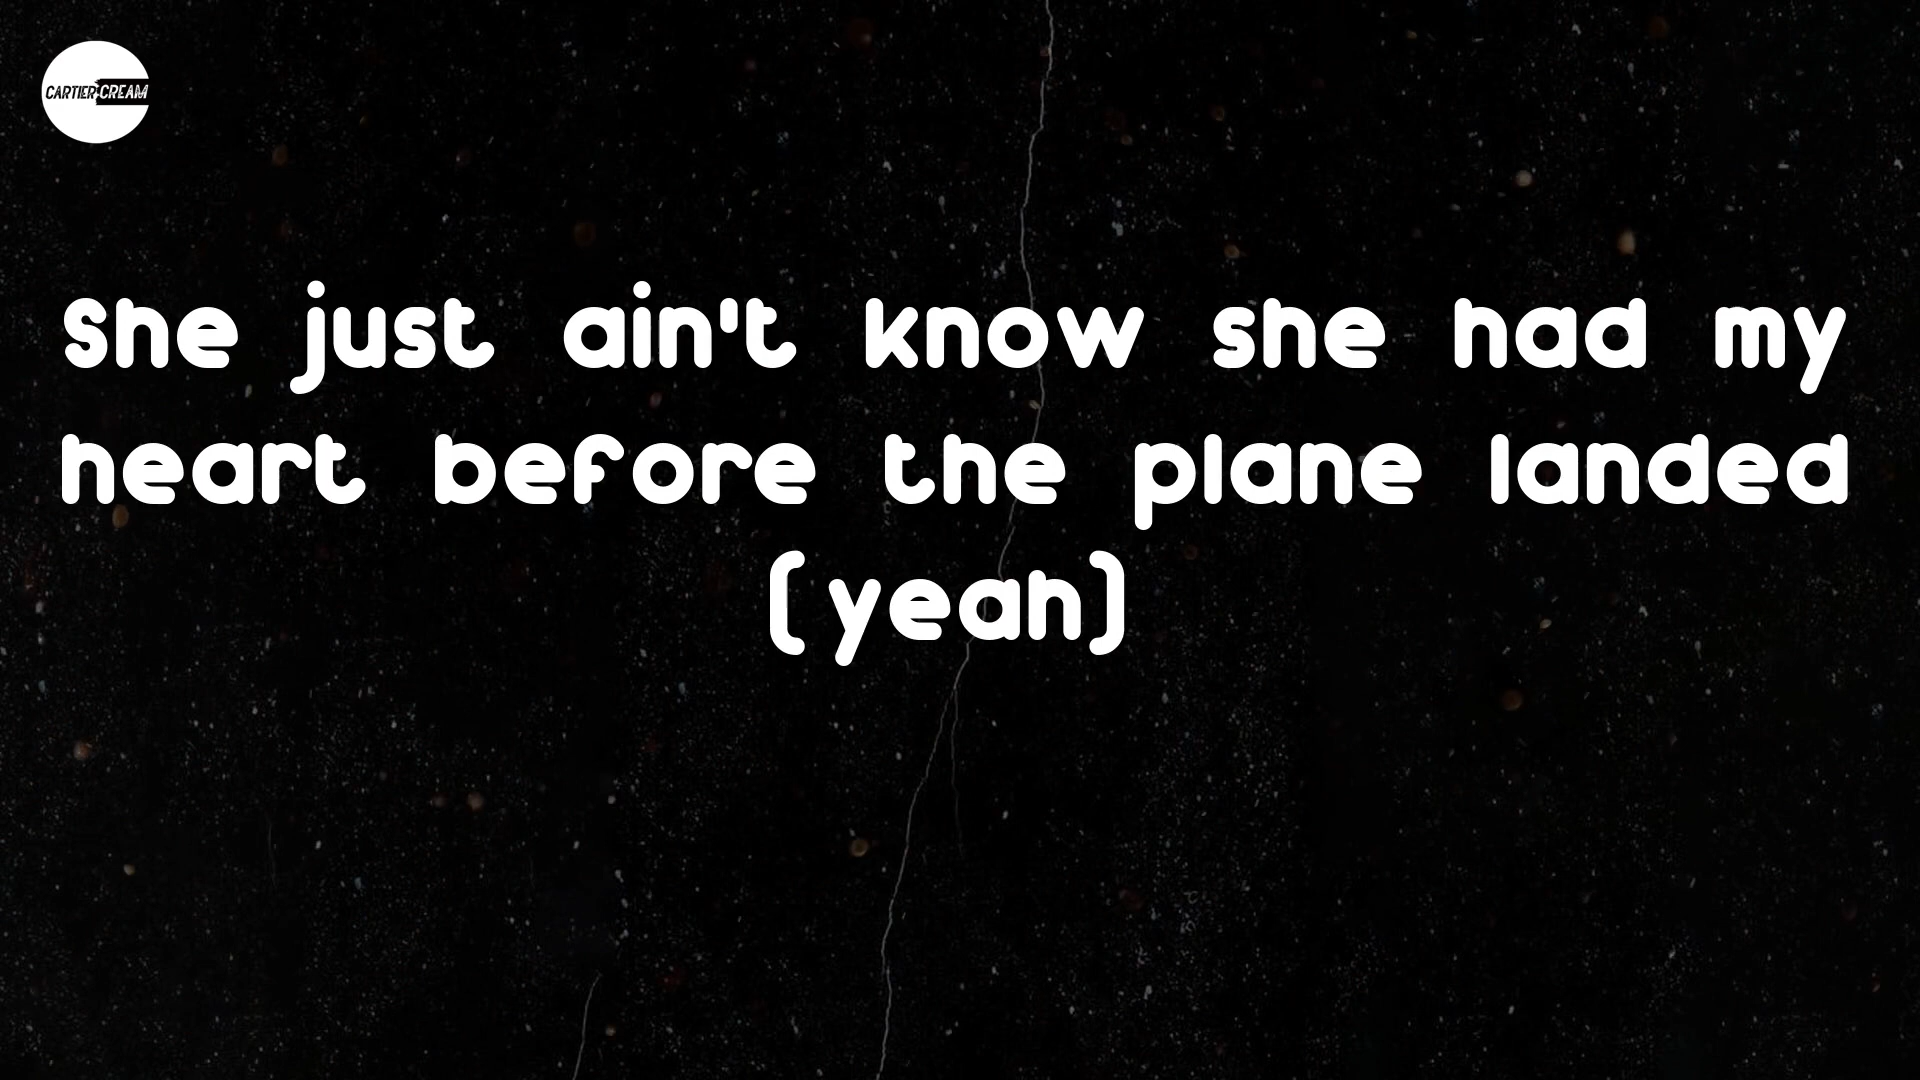 CARTIER CREAM
She just ain't know she had my
heart before the plane landed
(yeah)